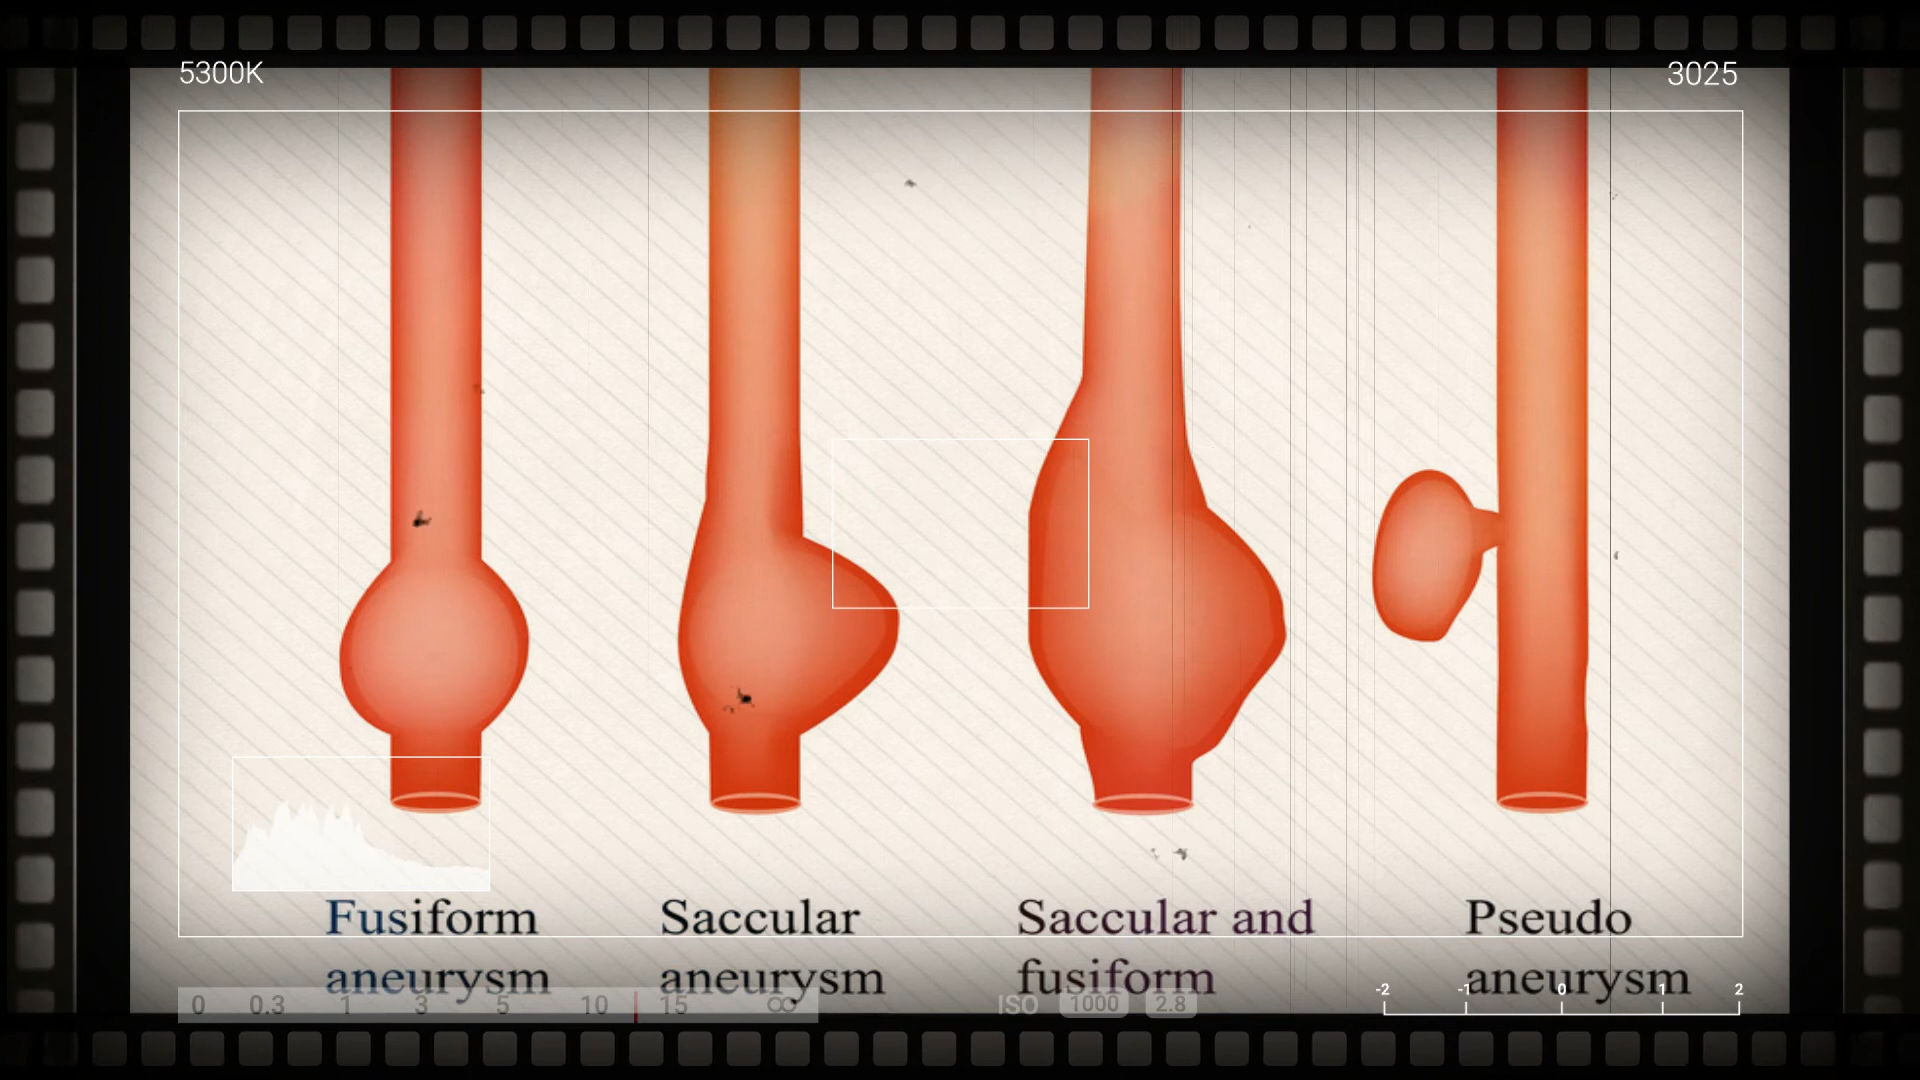 5300K 3025
Fusiform Saccular Saccular and Pseudo
aneurysm aneurysm fusiform aneurysm
-2 -1 0 1 2
0 0.3 1 3 5 10 15 ∞ ISO 1000 2.8